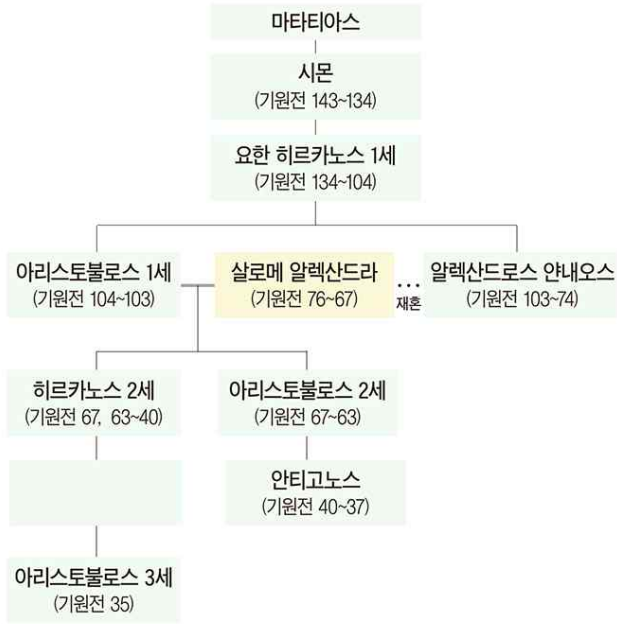 마타티아스
시몬
(기원전 143~134)
요한 히르카노스 1세
(기원전 134~104)
아리스토불로스 1세
(기원전 104~103)
살로메 알렉산드라
(기원전 76~67)
재혼
알렉산드로스 얀내오스
(기원전 103~74)
히르카노스 2세
(기원전 67, 63~40)
아리스토불로스 2세
(기원전 67~63)
안티고노스
(기원전 40~37)
아리스토불로스 3세
(기원전 35)